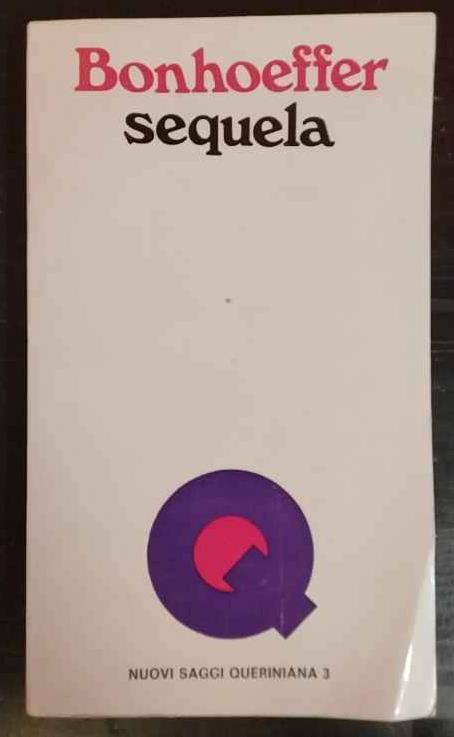 Bonhoeffer
sequela
NUOVI SAGGI QUERINIANA 3